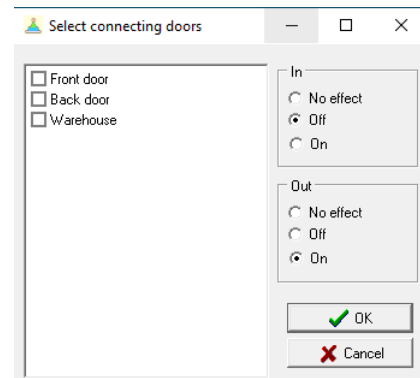 Select connecting doors
Front door
Back door
Warehouse
In
No effect
Off
On
Out
No effect
Off
On
OK
Cancel